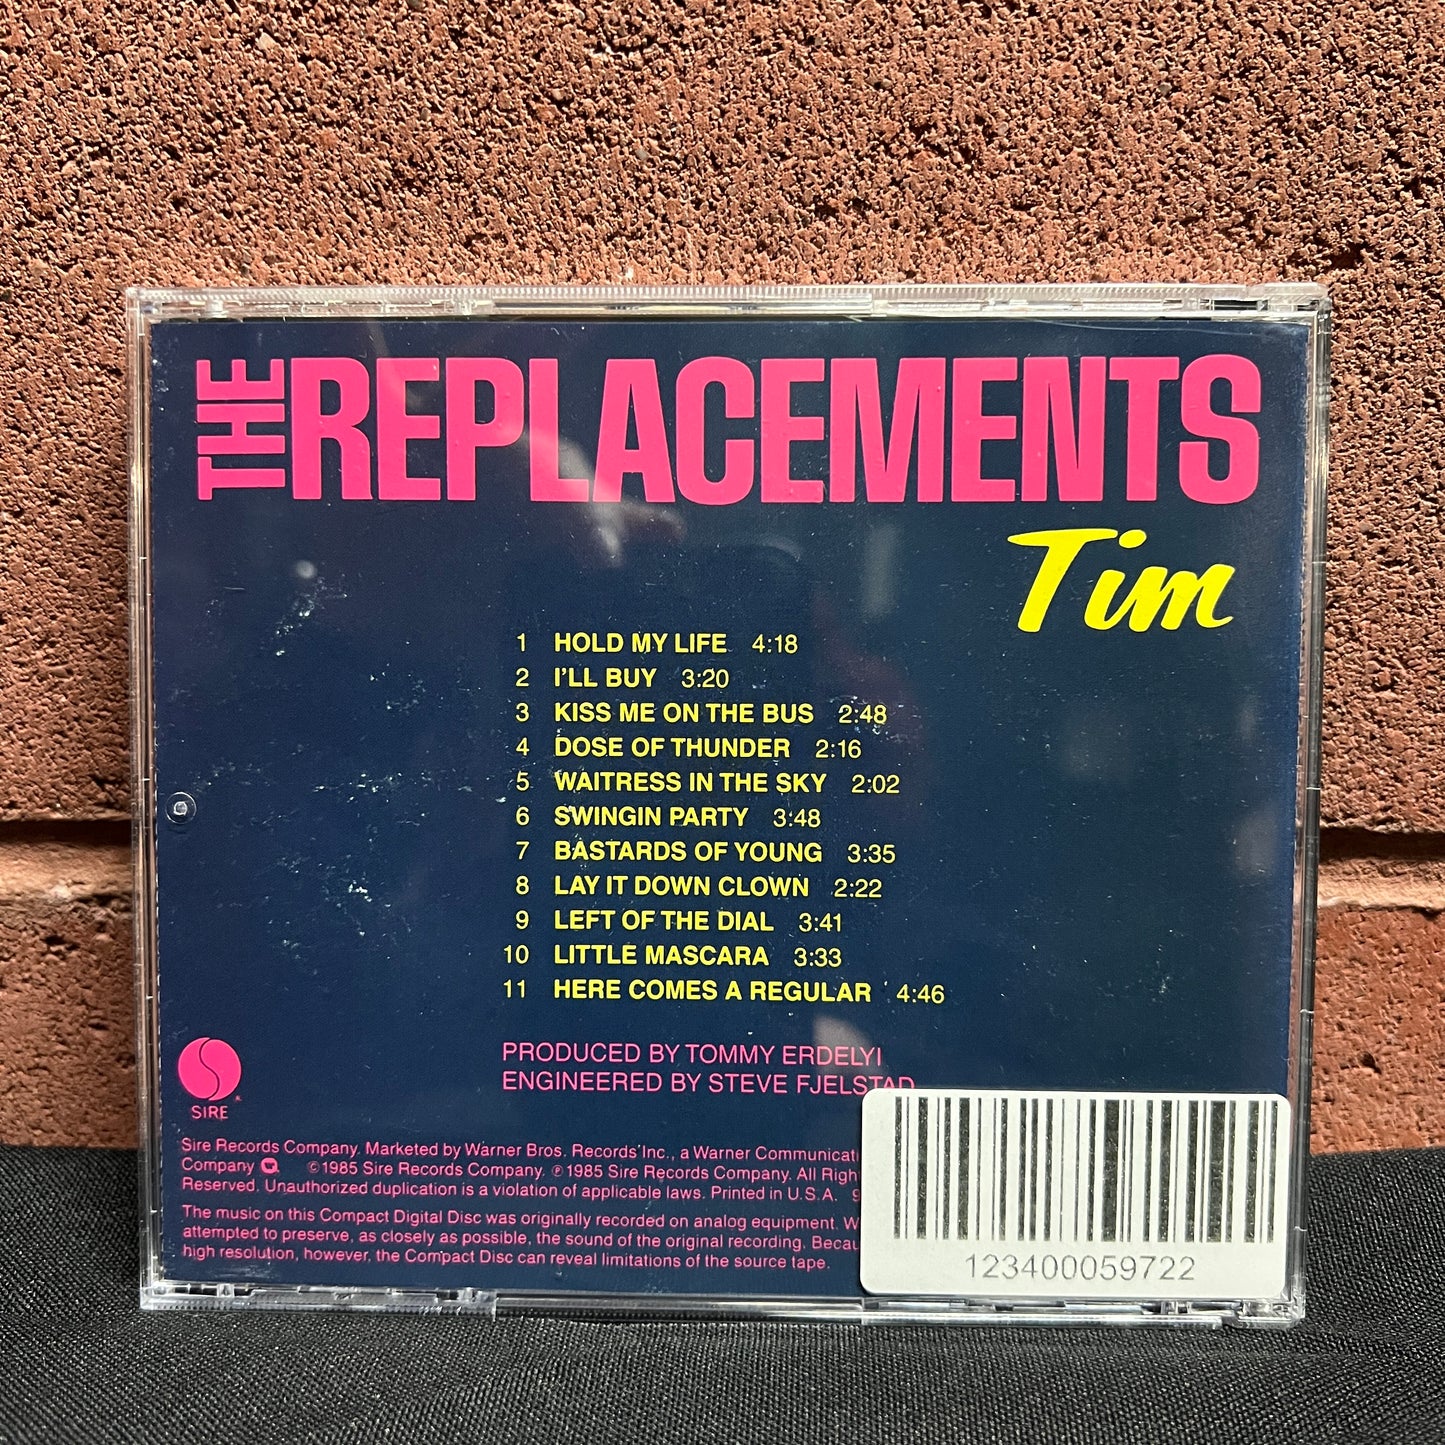 THE REPLACEMENTS
Tim
1 HOLD MY LIFE 4:18
2 I'LL BUY 3:20
3 KISS ME ON THE BUS 2:48
4 DOSE OF THUNDER 2:16
5 WAITRESS IN THE SKY 2:02
6 SWINGIN PARTY 3:48
7 BASTARDS OF YOUNG 3:35
8 LAY IT DOWN CLOWN 2:22
9 LEFT OF THE DIAL 3:41
10 LITTLE MASCARA 3:33
11 HERE COMES A REGULAR 4:46
PRODUCED BY TOMMY ERDELYI
ENGINEERED BY STEVE FJELSTAD
SIRE
Sire Records Company. Marketed by Warner Bros. Records Inc., a Warner
Company ©1985 Sire Records Company. ℗1985 Sire Records Company. All
Reserved. Unauthorized duplication is a violation of applicable laws. Printed in U.S.A.
The music on this Compact Digital Disc was originally recorded on analog equipment.
attempted to preserve, as closely as possible, the sound of the original recording.
high resolution, however, the Compact Disc can reveal limitations of the source tape.
123400059722